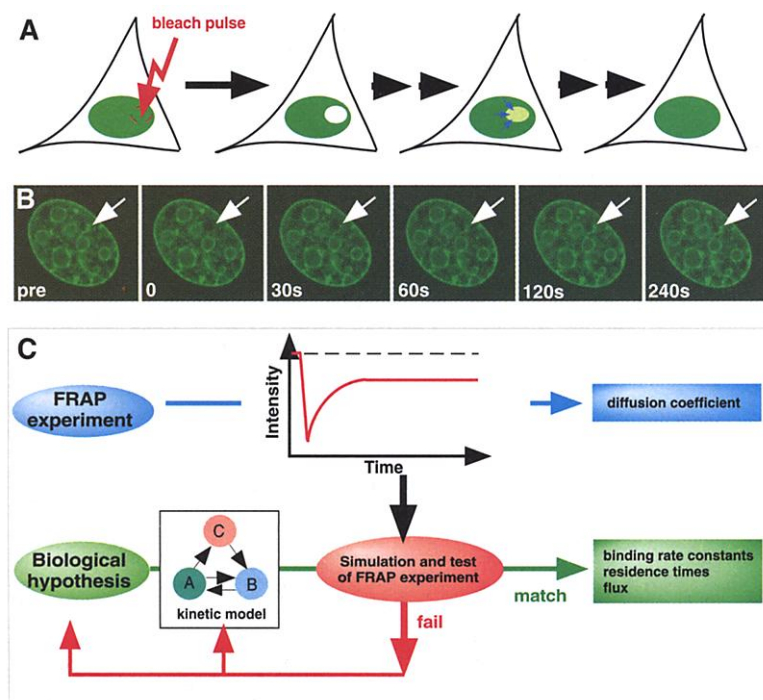 A
bleach pulse
B
pre
0
30s
60s
120s
240s
C
FRAP
experiment
Intensity
Time
diffusion coefficient
Biological
hypothesis
C
A
B
kinetic model
Simulation and test
of FRAP experiment
match
fail
binding rate constants
residence times
flux